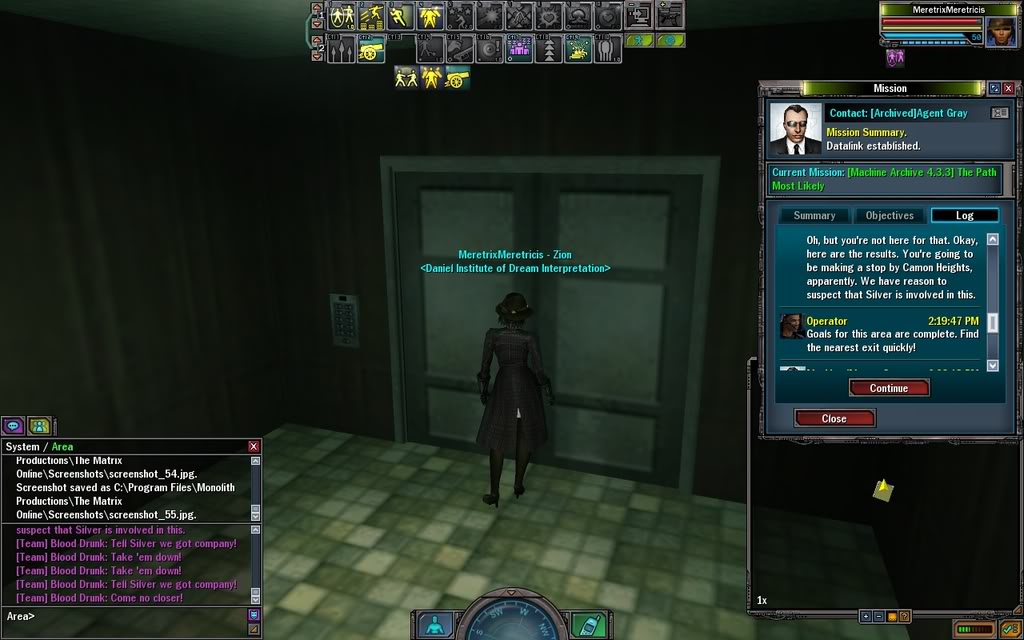 MeretrixMeretricis
50
Mission
Contact: [Archived]Agent Gray
Mission Summary.
Datalink established.
Current Mission: [Machine Archive 4.3.3] The Path
Most Likely
Summary
Objectives
Log
Oh, but you're not here for that. Okay,
here are the results. You're going to
be making a stop by Camon Heights,
apparently. We have reason to
suspect that Silver is involved in this.
Operator 2:19:47 PM
Goals for this area are complete. Find
the nearest exit quickly!
Continue
Close
MeretrixMeretricis - Zion
<Daniel Institute of Dream Interpretation>
System / Area
Productions\The Matrix
Online\Screenshots\screenshot_54.jpg.
Screenshot saved as C:\Program Files\Monolith
Productions\The Matrix
Online\Screenshots\screenshot_55.jpg.
suspect that Silver is involved in this.
[Team] Blood Drunk: Tell Silver we got company!
[Team] Blood Drunk: Take 'em down!
[Team] Blood Drunk: Take 'em down!
[Team] Blood Drunk: Tell Silver we got company!
[Team] Blood Drunk: Come no closer!
Area>
S
SW
W
NW
1x